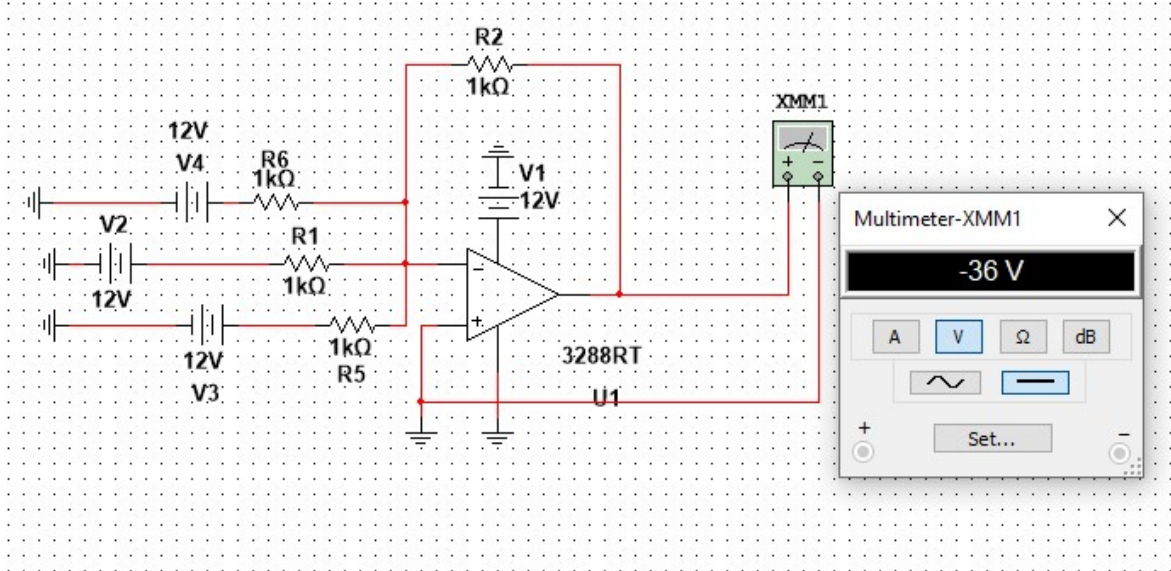 R2
1kΩ
XMM1
+ −
12V
V4
R6
1kΩ
V1
12V
V2
12V
R1
1kΩ
−
+
12V
V3
1kΩ
R5
3288RT
U1
Multimeter-XMM1 ×
-36 V
A V Ω dB
Set...
+ −